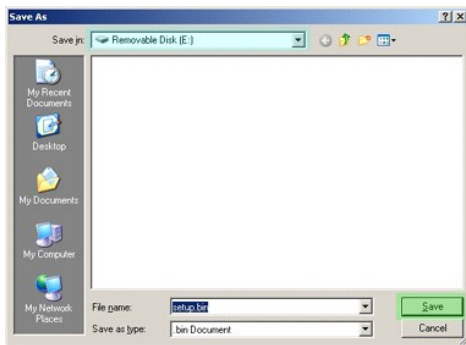 Save As
Save in:
Removable Disk (E:)
My Recent
Documents
Desktop
My Documents
My Computer
My Network
Places
File name:
setup.bin
Save
Save as type:
.bin Document
Cancel